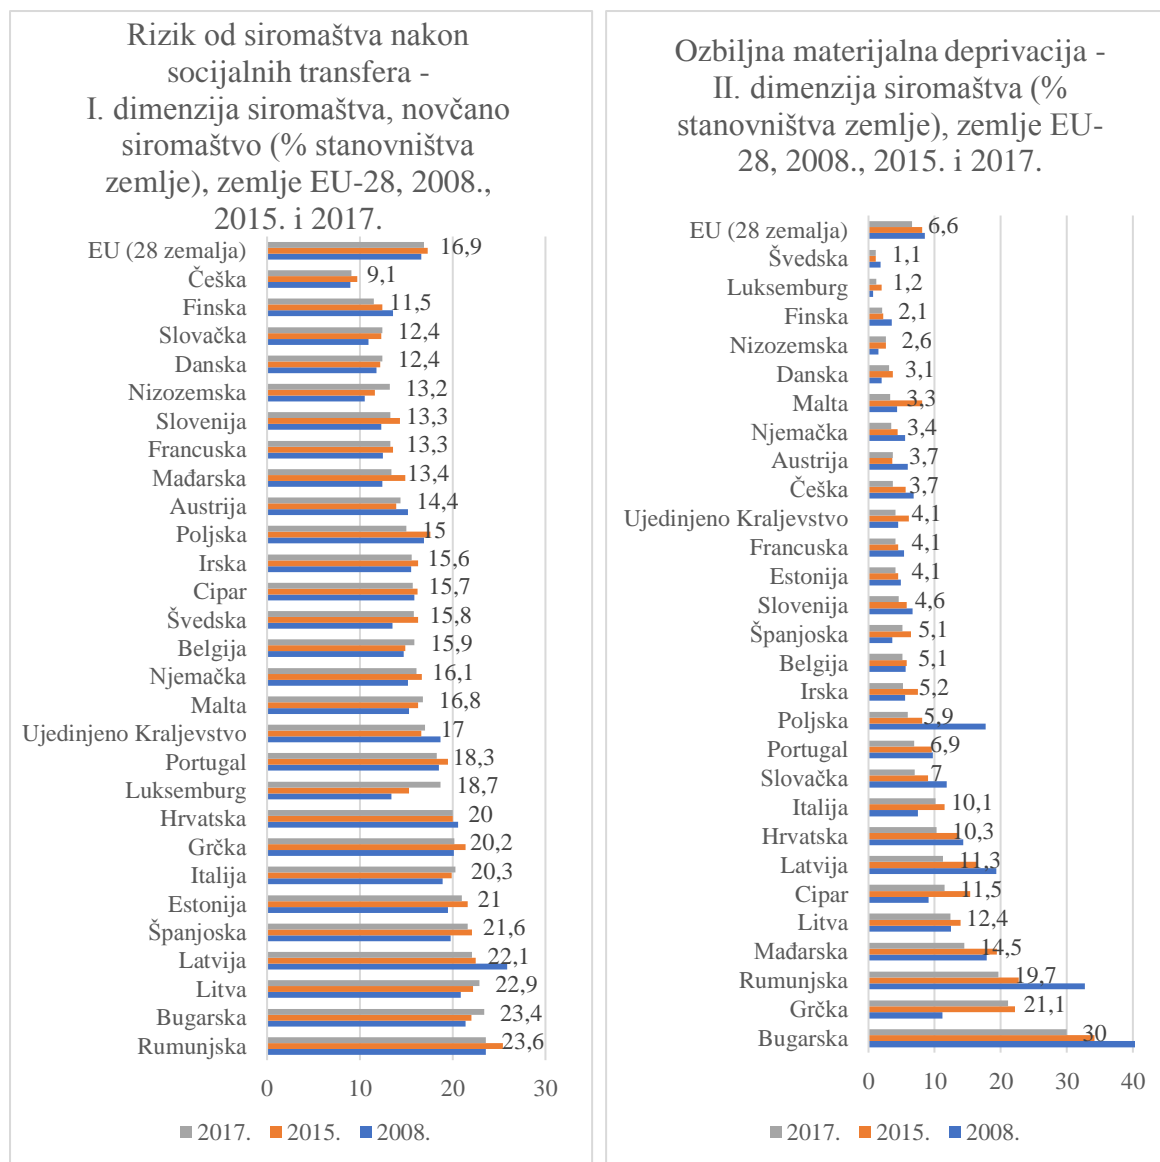 Rizik od siromaštva nakon
socijalnih transfera -
I. dimenzija siromaštva, novčano
siromaštvo (% stanovništva
zemlje), zemlje EU-28, 2008.,
2015. i 2017.
EU (28 zemalja) 16,9
Češka 9,1
Finska 11,5
Slovačka 12,4
Danska 12,4
Nizozemska 13,2
Slovenija 13,3
Francuska 13,3
Mađarska 13,4
Austrija 14,4
Poljska 15
Irska 15,6
Cipar 15,7
Švedska 15,8
Belgija 15,9
Njemačka 16,1
Malta 16,8
Ujedinjeno Kraljevstvo 17
Portugal 18,3
Luksemburg 18,7
Hrvatska 20
Grčka 20,2
Italija 20,3
Estonija 21
Španjoska 21,6
Latvija 22,1
Litva 22,9
Bugarska 23,4
Rumunjska 23,6
0 10 20 30
2017. 2015. 2008.
Ozbiljna materijalna deprivacija -
II. dimenzija siromaštva (%
stanovništva zemlje), zemlje EU-
28, 2008., 2015. i 2017.
EU (28 zemalja) 6,6
Švedska 1,1
Luksemburg 1,2
Finska 2,1
Nizozemska 2,6
Danska 3,1
Malta 3,3
Njemačka 3,4
Austrija 3,7
Češka 3,7
Ujedinjeno Kraljevstvo 4,1
Francuska 4,1
Estonija 4,1
Slovenija 4,6
Španjoska 5,1
Belgija 5,1
Irska 5,2
Poljska 5,9
Portugal 6,9
Slovačka 7
Italija 10,1
Hrvatska 10,3
Latvija 11,3
Cipar 11,5
Litva 12,4
Mađarska 14,5
Rumunjska 19,7
Grčka 21,1
Bugarska 30
0 10 20 30 40
2017. 2015. 2008.